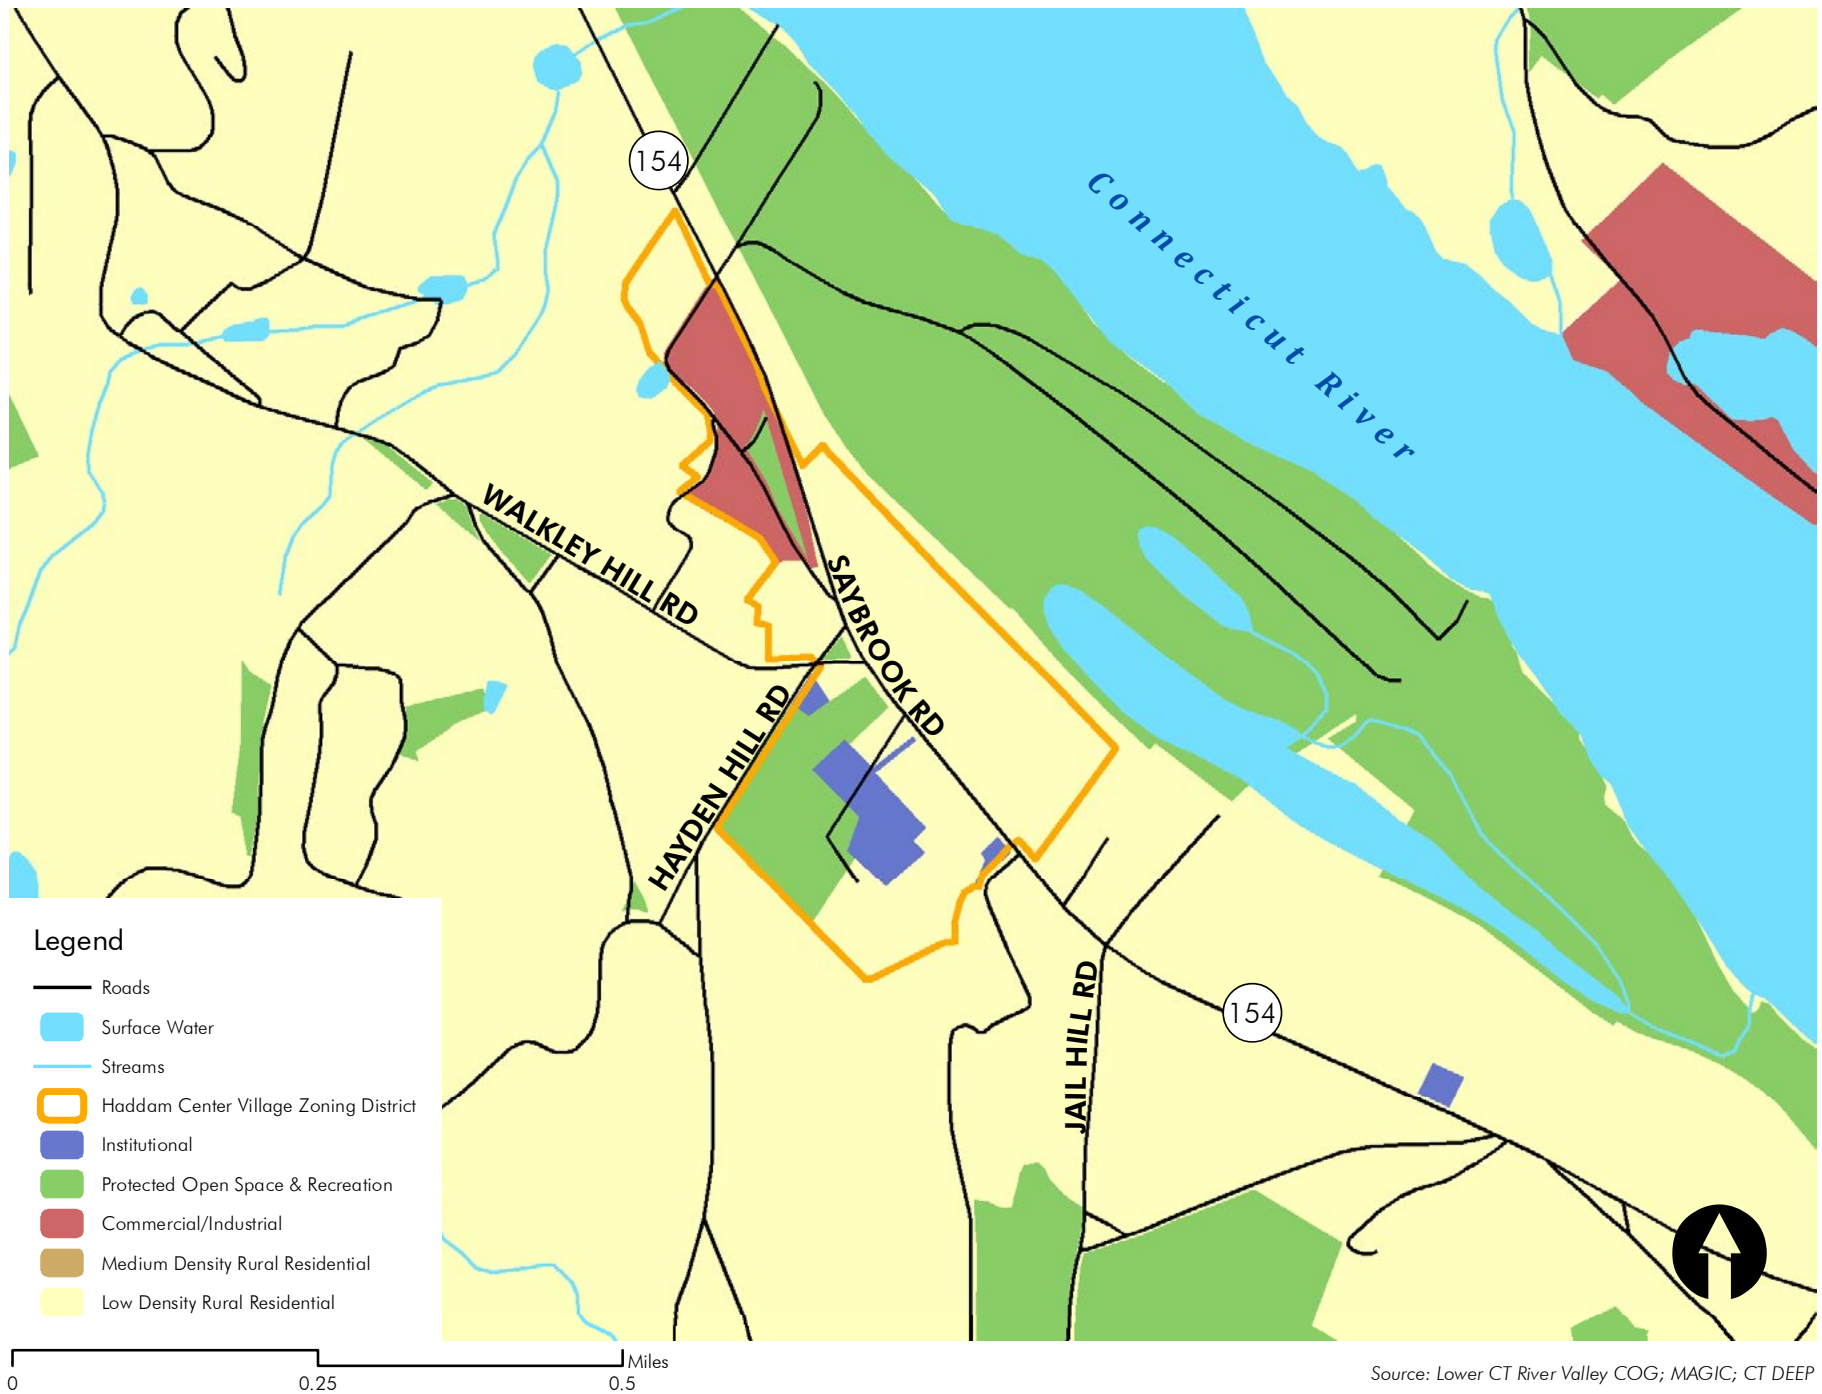 154
Connecticut River
WALKLEY HILL RD
SAYBROOK RD
HAYDEN HILL RD
JAIL HILL RD
154
Legend
Roads
Surface Water
Streams
Haddam Center Village Zoning District
Institutional
Protected Open Space & Recreation
Commercial/Industrial
Medium Density Rural Residential
Low Density Rural Residential
Miles
0 0.25 0.5
Source: Lower CT River Valley COG; MAGIC; CT DEEP